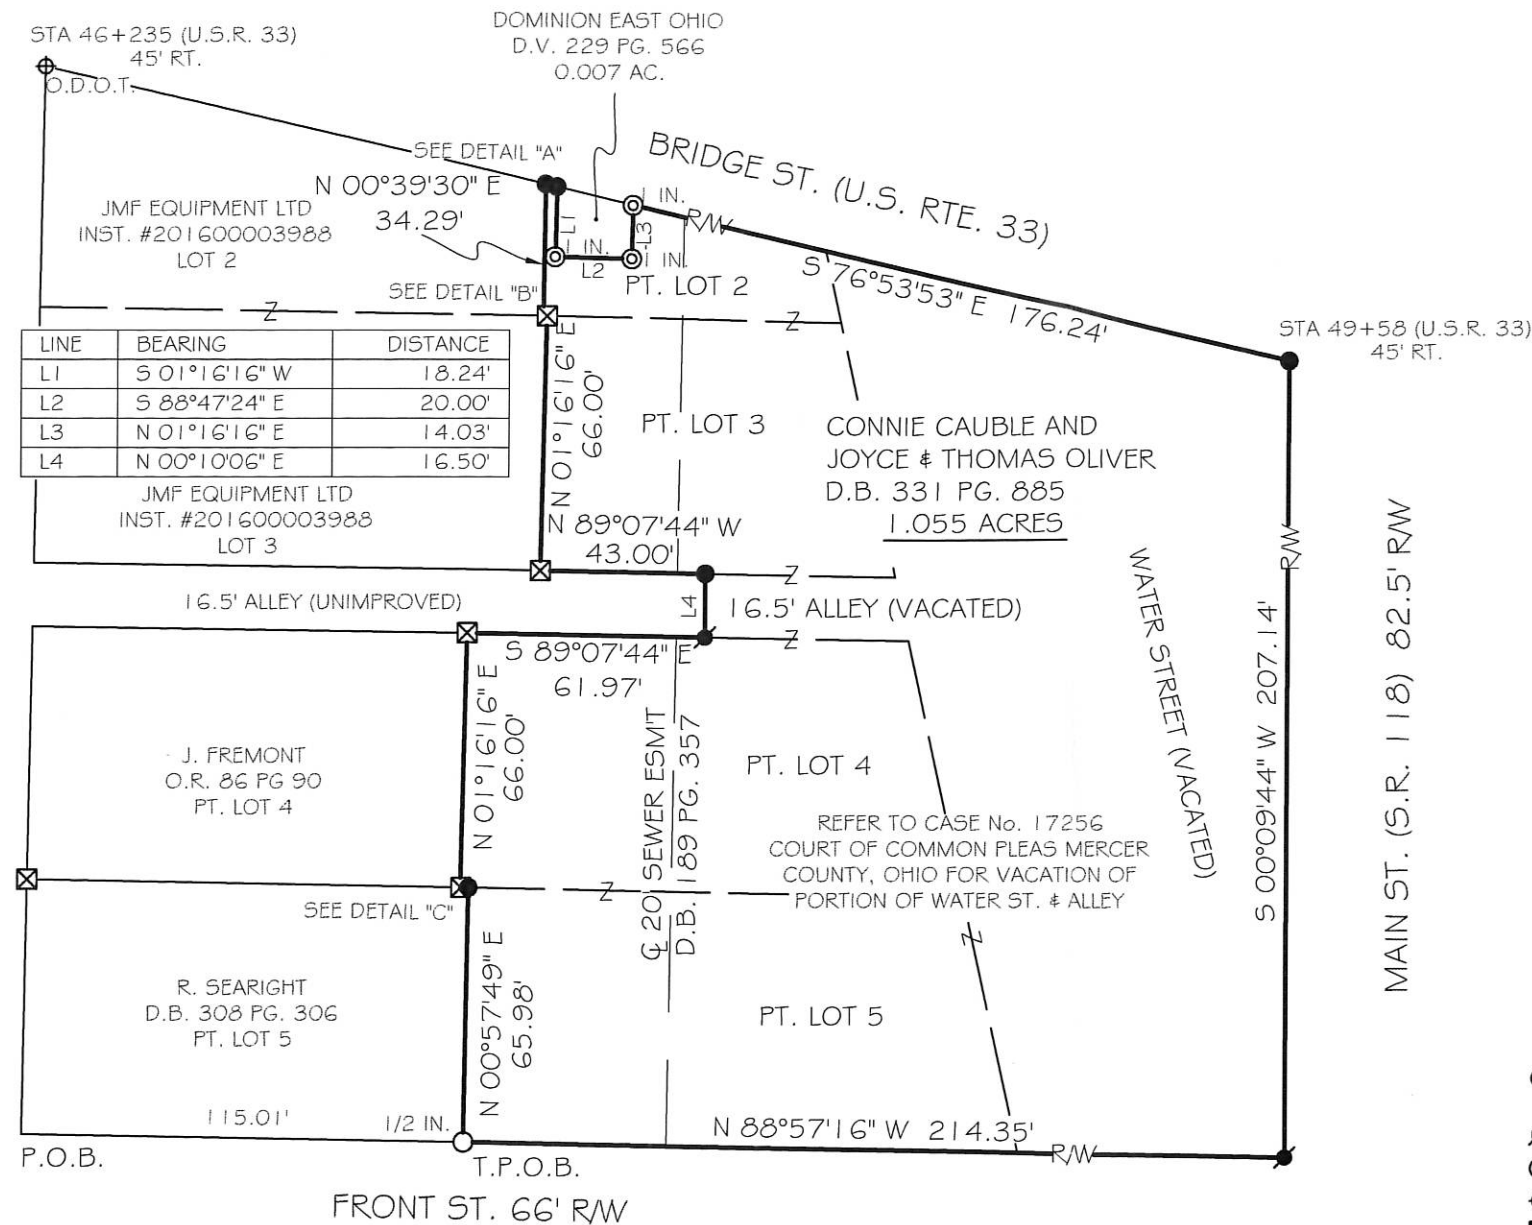 STA 46+235 (U.S.R. 33)
45' RT.
O.D.O.T.
DOMINION EAST OHIO
D.V. 229 PG. 566
0.007 AC.
SEE DETAIL "A"
BRIDGE ST. (U.S. RTE. 33)
N 00°39'30" E
34.29'
JMF EQUIPMENT LTD
INST. #201600003988
LOT 2
L1
1 IN.
L3
R/W
1 IN.
L2
1 IN.
PT. LOT 2
S 76°53'53" E 176.24'
STA 49+58 (U.S.R. 33)
45' RT.
SEE DETAIL "B"
Z
Z
LINE BEARING DISTANCE
L1 S 01°16'16" W 18.24'
L2 S 88°47'24" E 20.00'
L3 N 01°16'16" E 14.03'
L4 N 00°10'06" E 16.50'
N 01°16'16" E
66.00'
PT. LOT 3
CONNIE CAUBLE AND
JOYCE & THOMAS OLIVER
D.B. 331 PG. 885
1.055 ACRES
JMF EQUIPMENT LTD
INST. #201600003988
LOT 3
N 89°07'44" W
43.00'
Z
16.5' ALLEY (UNIMPROVED)
L4
16.5' ALLEY (VACATED)
Z
WATER STREET (VACATED)
R/W
S 00°09'44" W 207.14'
MAIN ST. (S.R. 118) 82.5' R/W
S 89°07'44" E
61.97'
J. FREMONT
O.R. 86 PG 90
PT. LOT 4
N 01°16'16" E
66.00'
℄ 20' SEWER ESM'T
D.B. 189 PG. 357
PT. LOT 4
REFER TO CASE No. 17256
COURT OF COMMON PLEAS MERCER
COUNTY, OHIO FOR VACATION OF
PORTION OF WATER ST. & ALLEY
SEE DETAIL "C"
Z
Z
R. SEARIGHT
D.B. 308 PG. 306
PT. LOT 5
N 00°57'49" E
65.98'
PT. LOT 5
115.01'
1/2 IN.
N 88°57'16" W 214.35'
R/W
P.O.B.
T.P.O.B.
FRONT ST. 66' R/W